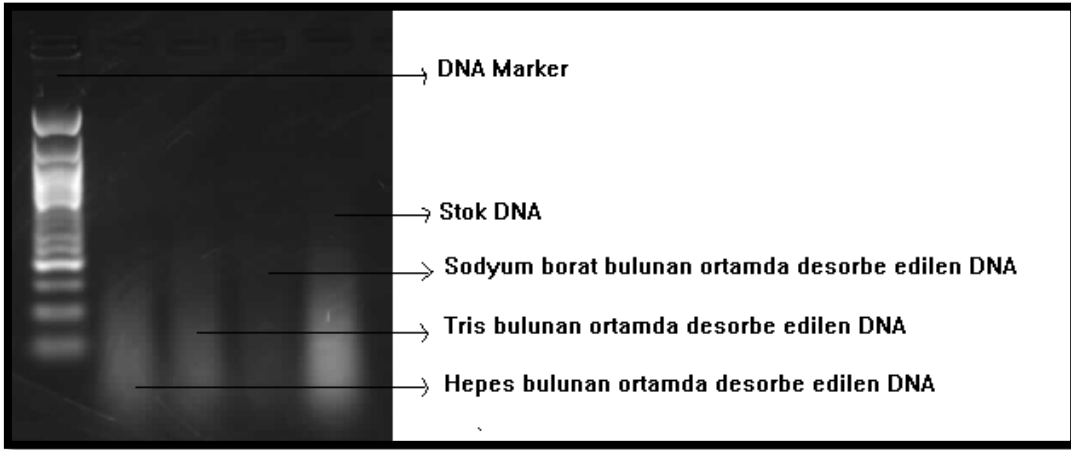 DNA Marker
Stok DNA
Sodyum borat bulunan ortamda desorbe edilen DNA
Tris bulunan ortamda desorbe edilen DNA
Hepes bulunan ortamda desorbe edilen DNA